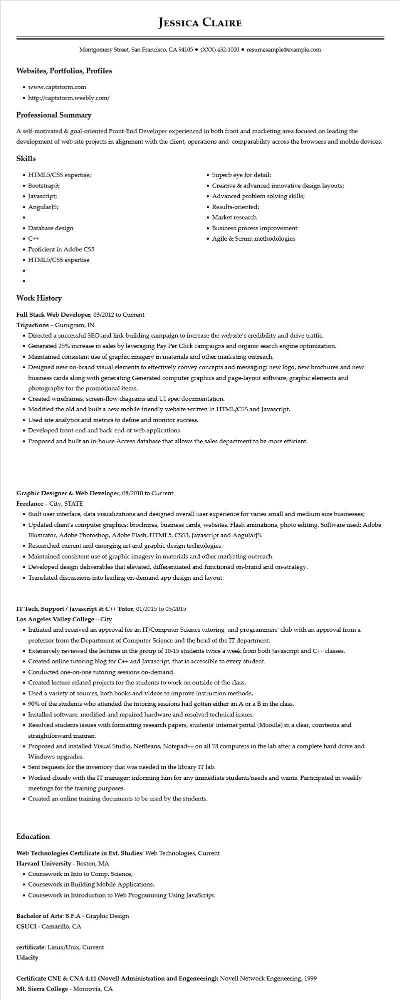 Jessica Claire
Montgomery Street, San Francisco, CA 94105 ● (XXX) 432-1000 ● resumesample@example.com
Websites, Portfolios, Profiles
• www.captstorm.com
• http://captstorm.weebly.com/
Professional Summary
A self-motivated & goal-oriented Front-End Developer experienced in both front and marketing area focused on leading the
development of web site projects in alignment with the client, operations and  comparability across the browsers and mobile devices.
Skills
• HTML5/CSS expertise;
• Bootstrap3;
• Javascript;
• AngularJS;
•
• Database design
• C++
• Proficient in Adobe CS5
• HTML5/CSS expertise
•
•
• Superb eye for detail;
• Creative & advanced innovative design layouts;
• Advanced problem solving skills;
• Results-oriented;
• Market research
• Business process improvement
• Agile & Scrum methodologies
Work History
Full Stack Web Developer, 03/2012 to Current
Tripactions – Gurugram, IN
• Directed a successful SEO and link-building campaign to increase the website’s credibility and drive traffic.
• Generated 25% increase in sales by leveraging Pay Per Click campaigns and organic search engine optimization.
• Maintained consistent use of graphic imagery in materials and other marketing outreach.
• Designed new on-brand visual elements to effectively convey concepts and messaging: new logo, new brochures and new
business cards along with generating Generated computer graphics and page-layout software, graphic elements and
photography for the promotional items.
• Created wireframes, screen-flow diagrams and UI spec documentation.
• Modified the old and built a new mobile friendly website written in HTML/CSS and Javascript.
• Used site analytics and metrics to define and monitor success.
• Developed front-end and back-end of web applications
• Proposed and built an in-house Access database that allows the sales department to be more efficient.
Graphic Designer & Web Developer, 08/2010 to Current
Freelance – City, STATE
• Built user interface, data visualizations and designed overall user experience for varies small and medium size businesses;
• Updated client's computer graphics: brochures, business cards, websites, Flash animations, photo editing. Software used: Adobe
Illustrator, Adobe Photoshop, Adobe Flash, HTML5, CSS3, Javascript and AngularJS.
• Researched current and emerging art and graphic design technologies.
• Maintained consistent use of graphic imagery in materials and other marketing outreach.
• Developed design deliverables that elevated, differentiated and functioned on-brand and on-strategy.
• Translated discussions into leading on-demand app design and layout.
IT Tech. Support / Javascript & C++ Tutor, 01/2015 to 05/2015
Los Angeles Valley College – City
• Initiated and received an approval for an IT/Computer Science tutoring  and programmers' club with an approval from a
professor from the Department of Computer Science and the head of the IT department.
• Extensively reviewed the lectures in the group of 10-15 students twice a week from both Javascript and C++ classes.
• Created online tutoring blog for C++ and Javascript, that is accessible to every student.
• Conducted one-on-one tutoring sessions on-demand.
• Created lecture related projects for the students to work on outside of the class.
• Used a variety of sources, both books and videos to improve instruction methods.
• 90% of the students who attended the tutoring sessions had gotten either an A or a B in the class.
• Installed software, modified and repaired hardware and resolved technical issues.
• Resolved students'issues with formatting research papers, students' internet portal (Moodle) in a clear, courteous and
straightforward manner.
• Proposed and installed Visual Studio, NetBeans, Notepad++ on all 78 computers in the lab after a complete hard drive and
Windows upgrades.
• Sent requests for the inventory that was needed in the library IT lab.
• Worked closely with the IT manager: informing him for any immediate students'needs and wants. Participated in weekly
meetings for the training purposes.
• Created an online training documents to be used by the students.
Education
Web Technologies Certificate in Ext. Studies: Web Technologies, Current
Harvard University - Boston, MA
• Coursework in Into to Comp. Science,
• Coursework in Building Mobile Applications.
• Coursework in Introduction to Web Programming Using JavaScript.
Bachelor of Arts: B.F.A - Graphic Design
CSUCI - Camarillo, CA
certificate: Linux/Unix, Current
Udacity
Certificate CNE & CNA 4.11 (Novell Administration and Engeneering): Novell Network Engeneering, 1999
Mt. Sierra College - Monrovia, CA